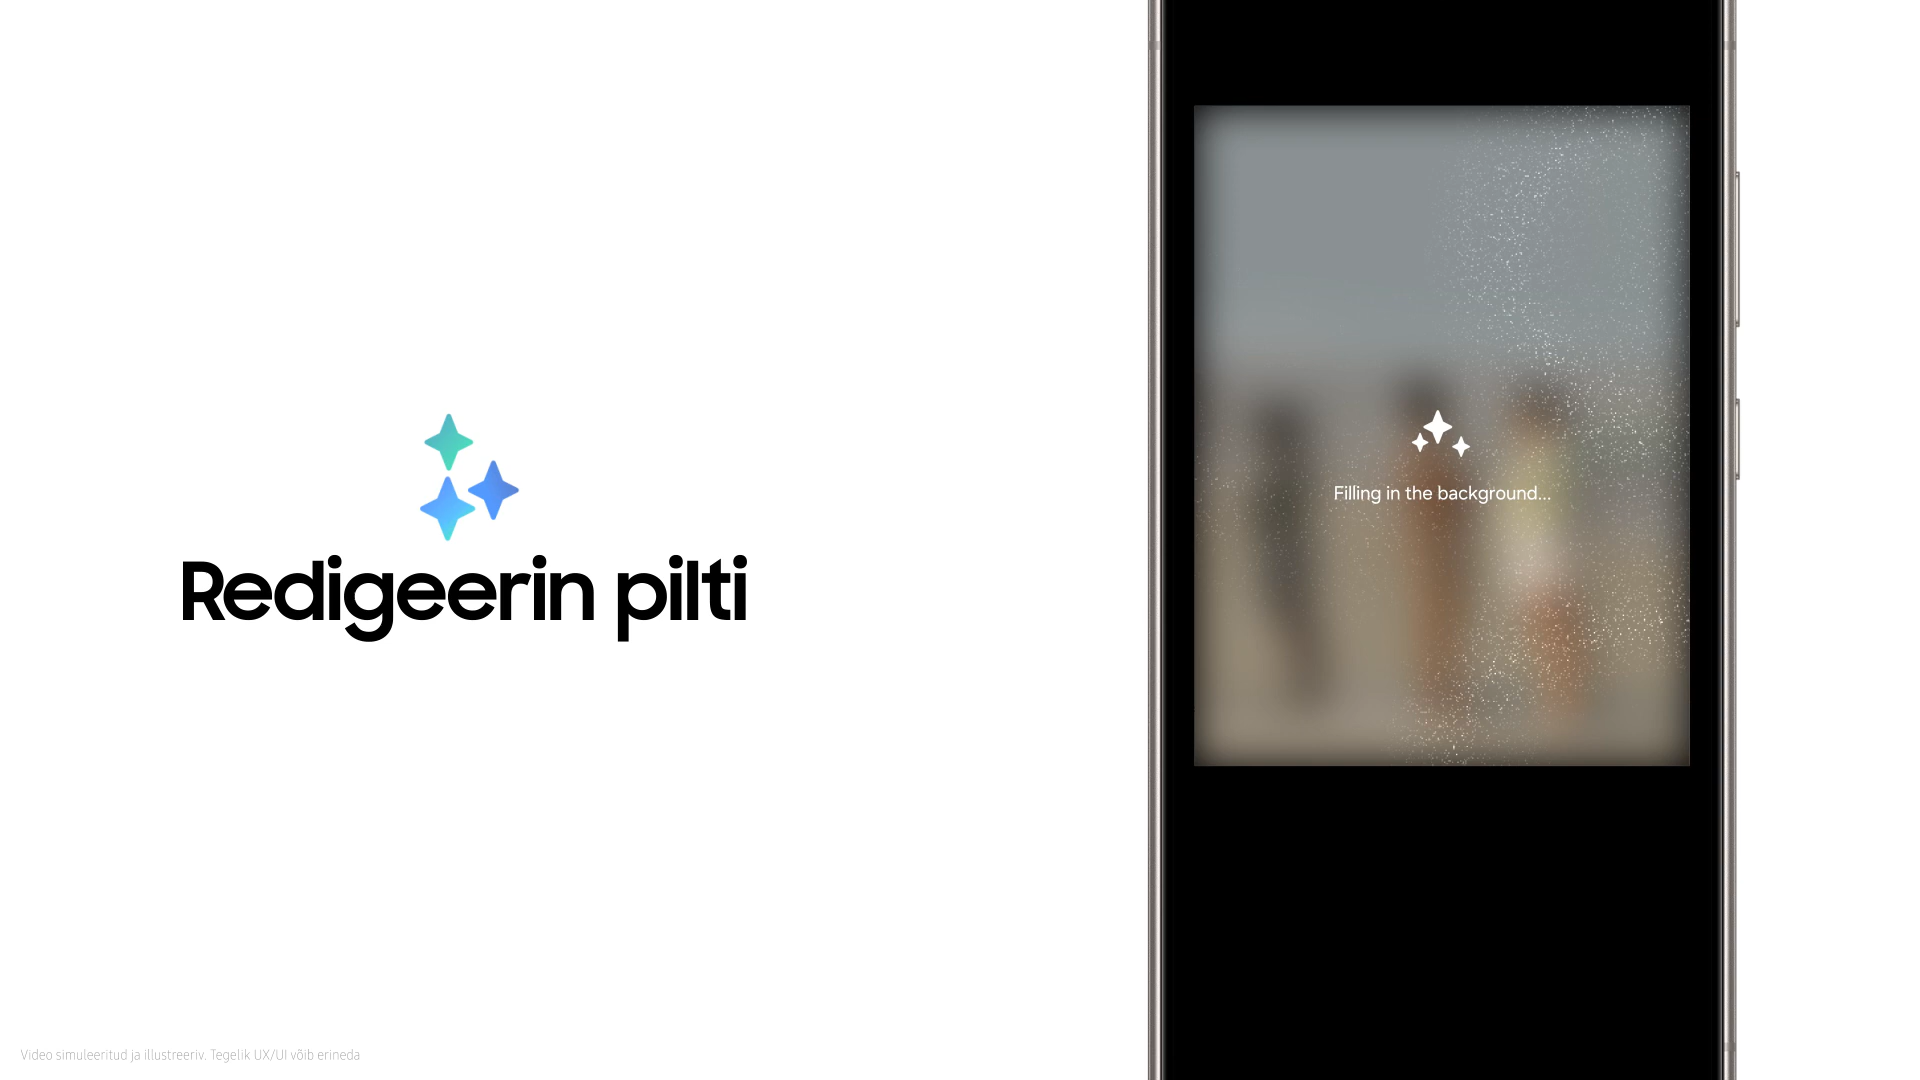 Redigeerin pilti
Filling in the background...
Video simuleeritud ja illustreeriv. Tegelik UX/UI võib erineda